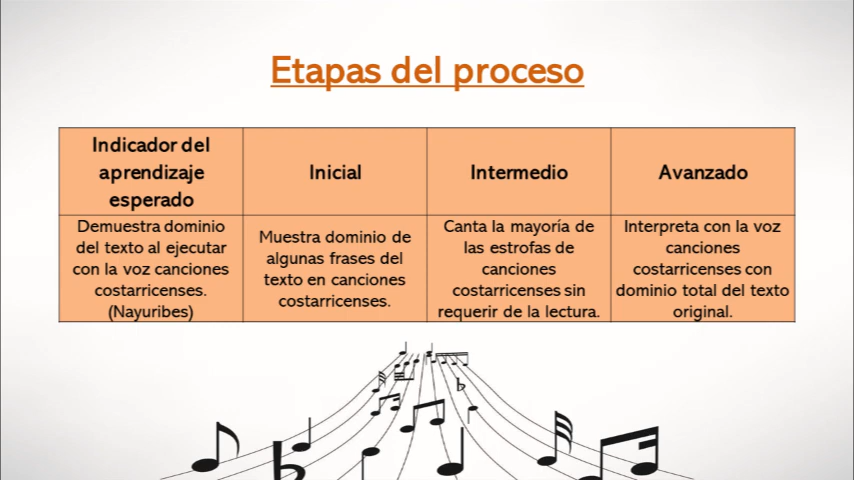 Etapas del proceso
Indicador del
aprendizaje
esperado
Inicial
Intermedio
Avanzado
Demuestra dominio
del texto al ejecutar
con la voz canciones
costarricenses.
(Nayuribes)
Muestra dominio de
algunas frases del
texto en canciones
costarricenses.
Canta la mayoría de
las estrofas de
canciones
costarricenses sin
requerir de la lectura.
Interpreta con la voz
canciones
costarricenses con
dominio total del texto
original.